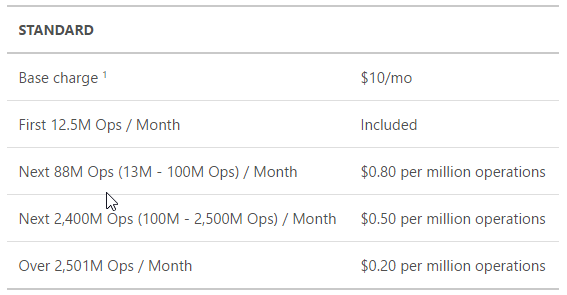 STANDARD
Base charge ¹ $10/mo
First 12.5M Ops / Month Included
Next 88M Ops (13M - 100M Ops) / Month $0.80 per million operations
Next 2,400M Ops (100M - 2,500M Ops) / Month $0.50 per million operations
Over 2,501M Ops / Month $0.20 per million operations